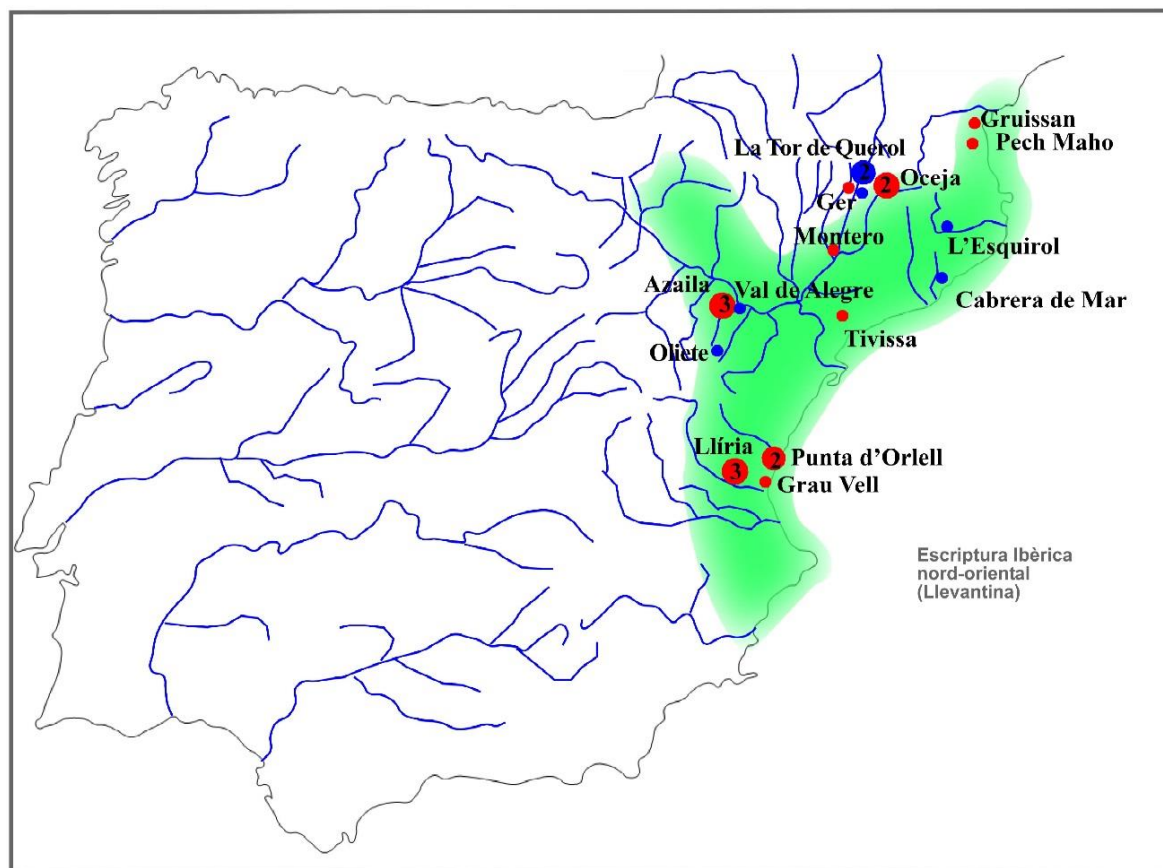 Gruissan
Pech Maho
La Tor de Querol
2
2
Oceja
Ger
Montero
L'Esquirol
Azaila
3
Val de Alegre
Cabrera de Mar
Tivissa
Oliete
Llíria
3
2
Punta d'Orlell
Grau Vell
Escriptura Ibèrica
nord-oriental
(Llevantina)